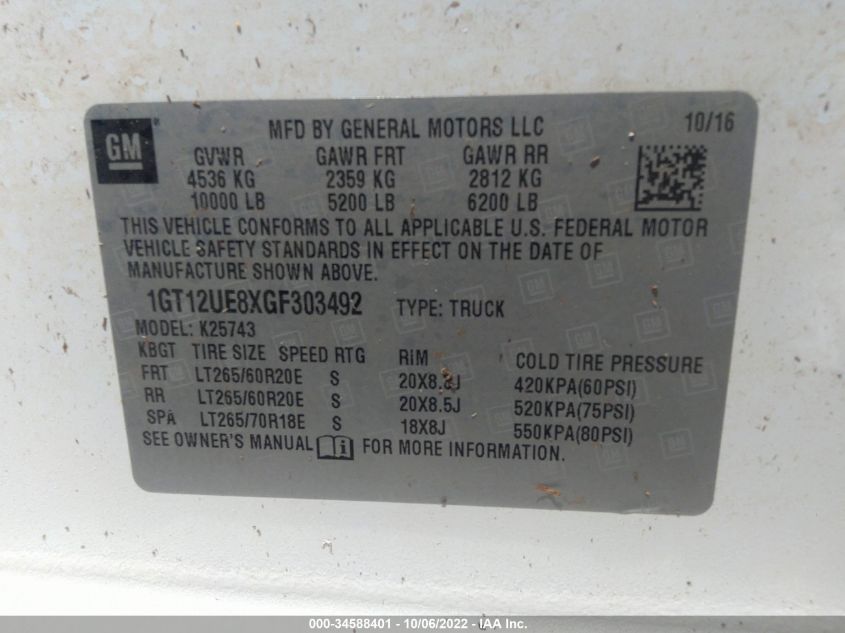 GM
MFD BY GENERAL MOTORS LLC 10/16
GVWR GAWR FRT GAWR RR
4536 KG 2359 KG 2812 KG
10000 LB 5200 LB 6200 LB
THIS VEHICLE CONFORMS TO ALL APPLICABLE U.S. FEDERAL MOTOR
VEHICLE SAFETY STANDARDS IN EFFECT ON THE DATE OF
MANUFACTURE SHOWN ABOVE.
1GT12UE8XGF303492 TYPE: TRUCK
MODEL: K25743
KBGT TIRE SIZE SPEED RTG RIM COLD TIRE PRESSURE
FRT LT265/60R20E S 20X8.5J 420KPA(60PSI)
RR LT265/60R20E S 20X8.5J 520KPA(75PSI)
SPA LT265/70R18E S 18X8J 550KPA(80PSI)
SEE OWNER'S MANUAL FOR MORE INFORMATION.
000-34588401 - 10/06/2022 - IAA Inc.